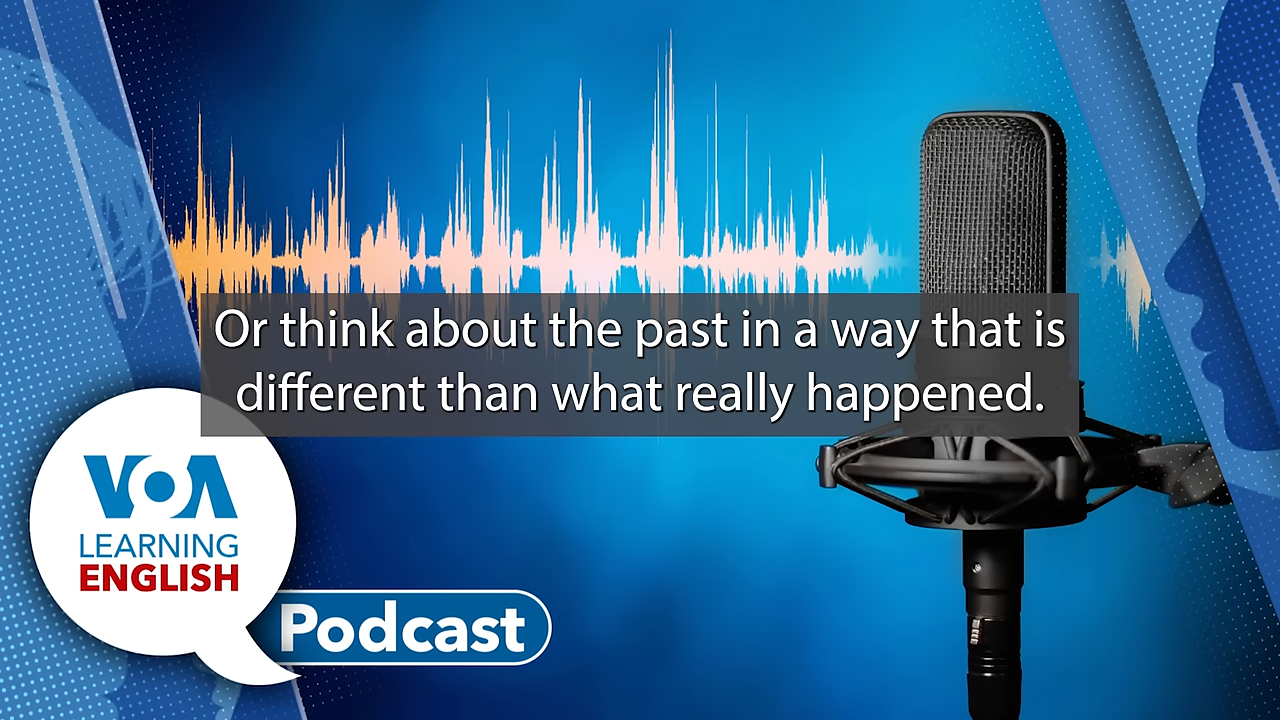 Or think about the past in a way that is
different than what really happened.
VOA
LEARNING
ENGLISH
Podcast